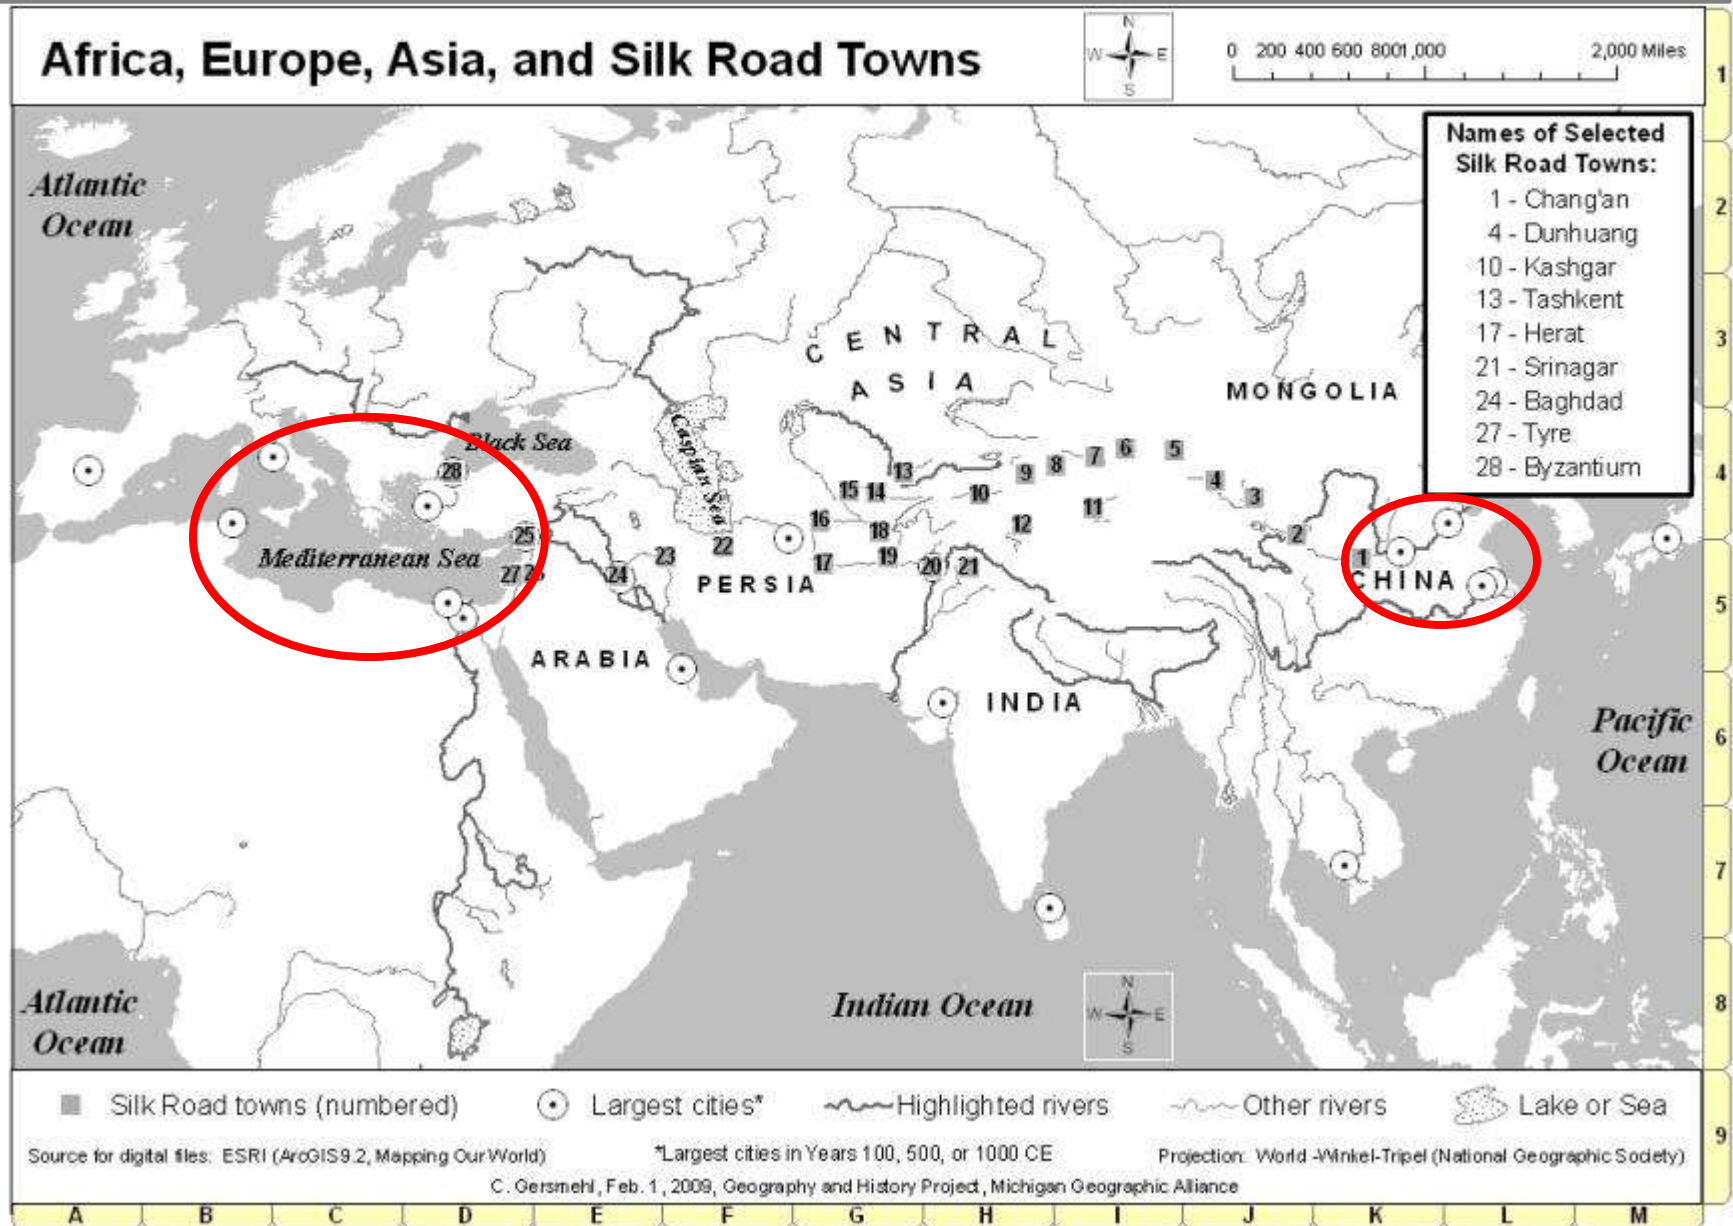 Africa, Europe, Asia, and Silk Road Towns
N
W E
S
0 200 400 600 8001,000 2,000 Miles
1
Names of Selected
Silk Road Towns:
1 - Chang'an
4 - Dunhuang
10 - Kashgar
13 - Tashkent
17 - Herat
21 - Srinagar
24 - Baghdad
27 - Tyre
28 - Byzantium
Atlantic
Ocean
2
CENTRAL
ASIA
3
MONGOLIA
Black Sea
Caspian Sea
28
13
15 14
10
9
8
7
6
5
4
3
4
16
18
12
11
2
25
Mediterranean Sea
27
24
23
22
17
19
20
21
1
PERSIA
CHINA
5
ARABIA
INDIA
Pacific
Ocean
6
7
Atlantic
Ocean
Indian Ocean
N
W E
S
8
Silk Road towns (numbered) Largest cities* Highlighted rivers Other rivers Lake or Sea
9
Source for digital files: ESRI (ArcGIS9.2, Mapping Our World) *Largest cities in Years 100, 500, or 1000 CE Projection: World -Winkel-Tripel (National Geographic Society)
C. Gersmehl, Feb. 1, 2009, Geography and History Project, Michigan Geographic Alliance
A B C D E F G H I J K L M